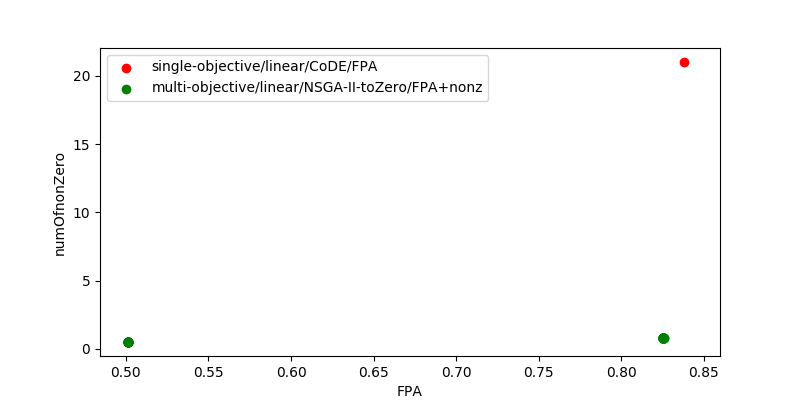 single-objective/linear/CoDE/FPA
multi-objective/linear/NSGA-II-toZero/FPA+nonz
numOfnonZero
20
15
10
5
0
0.50 0.55 0.60 0.65 0.70 0.75 0.80 0.85
FPA